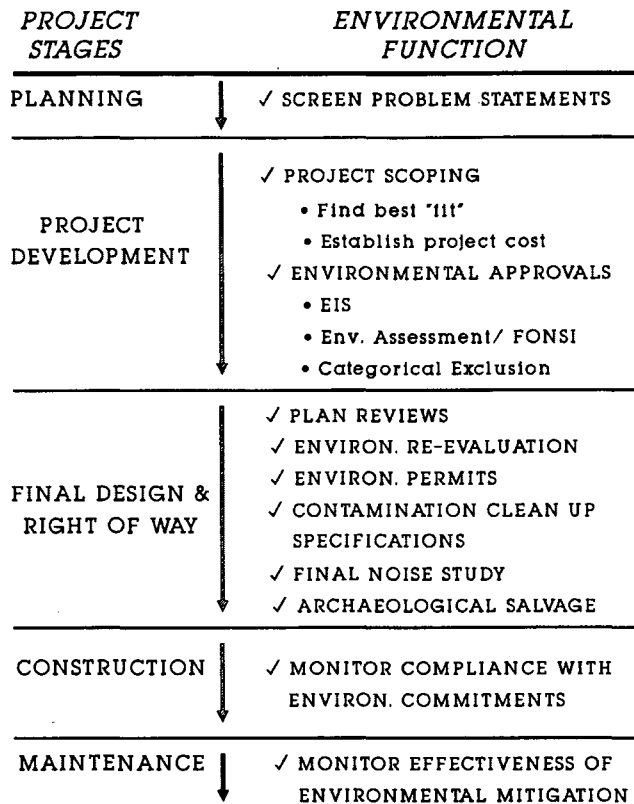 PROJECT STAGES
ENVIRONMENTAL FUNCTION
PLANNING
✓ SCREEN PROBLEM STATEMENTS
PROJECT DEVELOPMENT
✓ PROJECT SCOPING
• Find best "fit"
• Establish project cost
✓ ENVIRONMENTAL APPROVALS
• EIS
• Env. Assessment/ FONSI
• Categorical Exclusion
FINAL DESIGN &
RIGHT OF WAY
✓ PLAN REVIEWS
✓ ENVIRON. RE-EVALUATION
✓ ENVIRON. PERMITS
✓ CONTAMINATION CLEAN UP
SPECIFICATIONS
✓ FINAL NOISE STUDY
✓ ARCHAEOLOGICAL SALVAGE
CONSTRUCTION
✓ MONITOR COMPLIANCE WITH
ENVIRON. COMMITMENTS
MAINTENANCE
✓ MONITOR EFFECTIVENESS OF
ENVIRONMENTAL MITIGATION